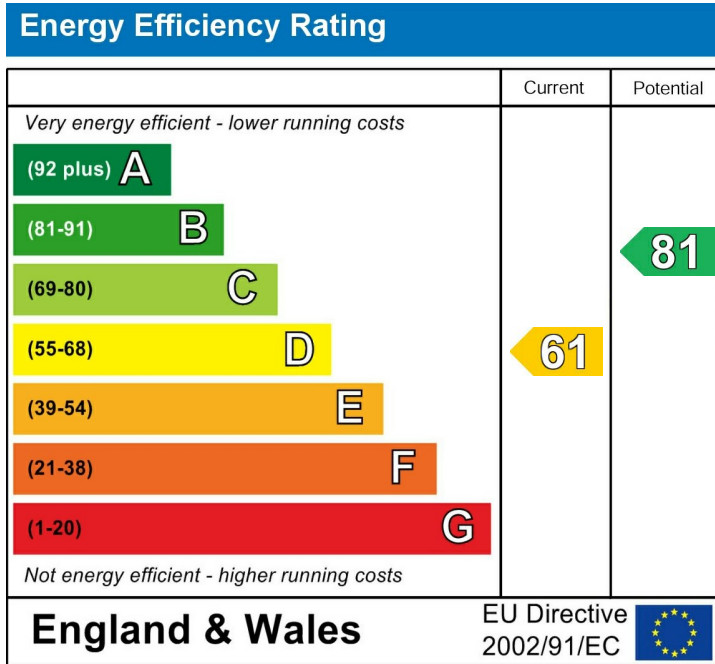 Energy Efficiency Rating
Current Potential
Very energy efficient - lower running costs
(92 plus) A
(81-91) B
81
(69-80) C
(55-68) D
61
(39-54) E
(21-38) F
(1-20) G
Not energy efficient - higher running costs
England & Wales
EU Directive
2002/91/EC